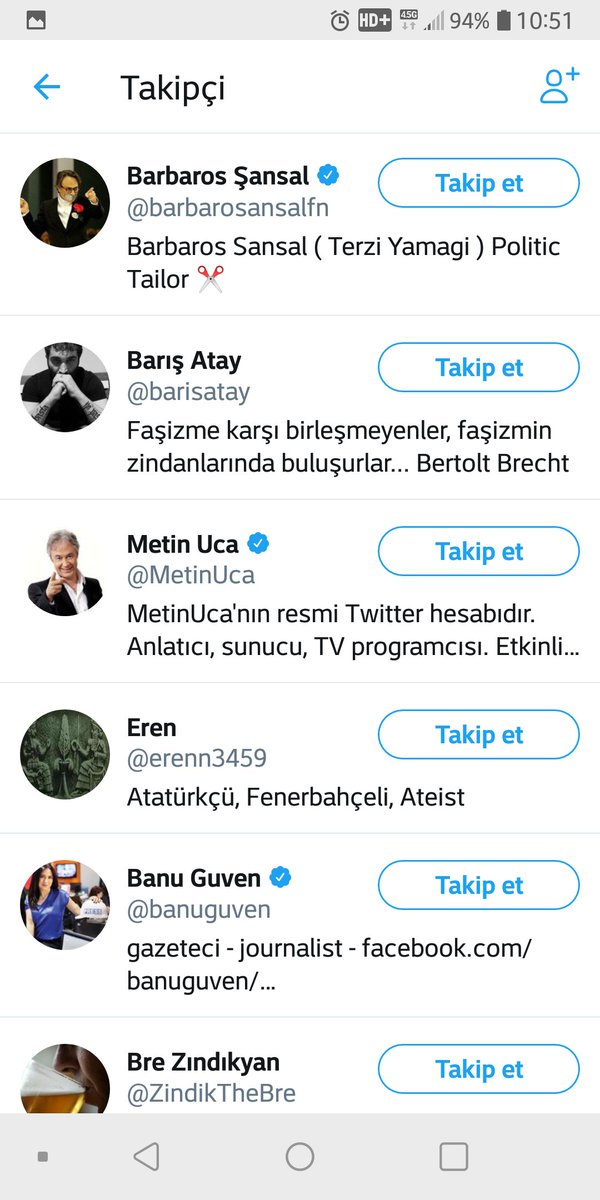 HD+ 4.5G 94% 10:51
Takipçi
Barbaros Şansal
Takip et
@barbarosansalfn
Barbaros Sansal ( Terzi Yamagi ) Politic
Tailor ✂️
Barış Atay
Takip et
@barisatay
Faşizme karşı birleşmeyenler, faşizmin
zindanlarında buluşurlar... Bertolt Brecht
Metin Uca
Takip et
@MetinUca
MetinUca'nın resmi Twitter hesabıdır.
Anlatıcı, sunucu, TV programcısı. Etkinli...
Eren
Takip et
@erenn3459
Atatürkçü, Fenerbahçeli, Ateist
Banu Guven
Takip et
@banuguven
gazeteci - journalist - facebook.com/
banuguven/...
Bre Zındıkyan
Takip et
@ZindikTheBre